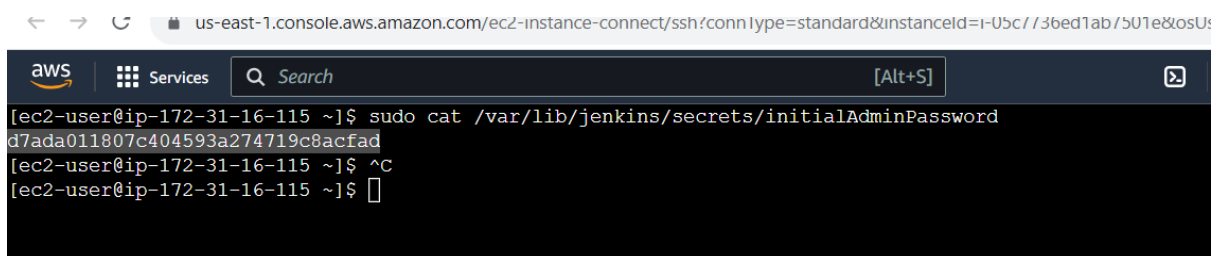 us-east-1.console.aws.amazon.com/ec2-instance-connect/ssh?connType=standard&instanceId=i-05c7736ed1ab7501e&osUs
aws Services Search [Alt+S]
[ec2-user@ip-172-31-16-115 ~]$ sudo cat /var/lib/jenkins/secrets/initialAdminPassword
d7ada011807c404593a274719c8acfad
[ec2-user@ip-172-31-16-115 ~]$ ^C
[ec2-user@ip-172-31-16-115 ~]$